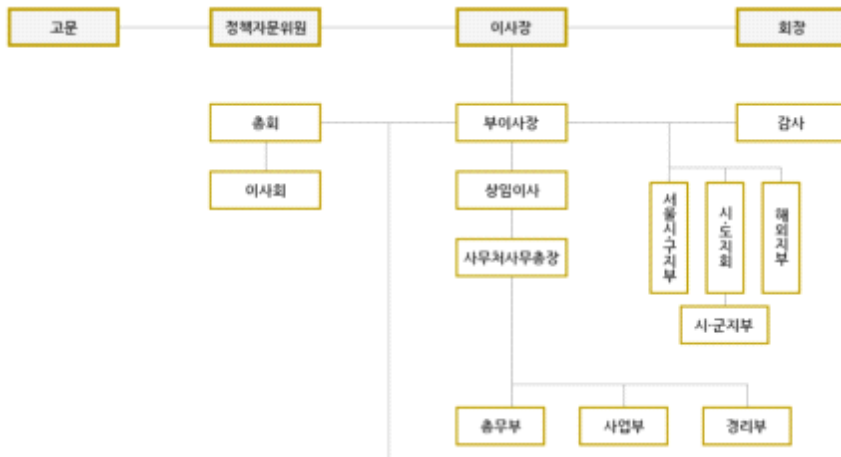 고문
정책자문위원
이사장
회장
총회
부이사장
감사
이사회
상임이사
서울시·구지부
시·도지회
해외지부
사무처사무총장
시·군지부
총무부
사업부
경리부